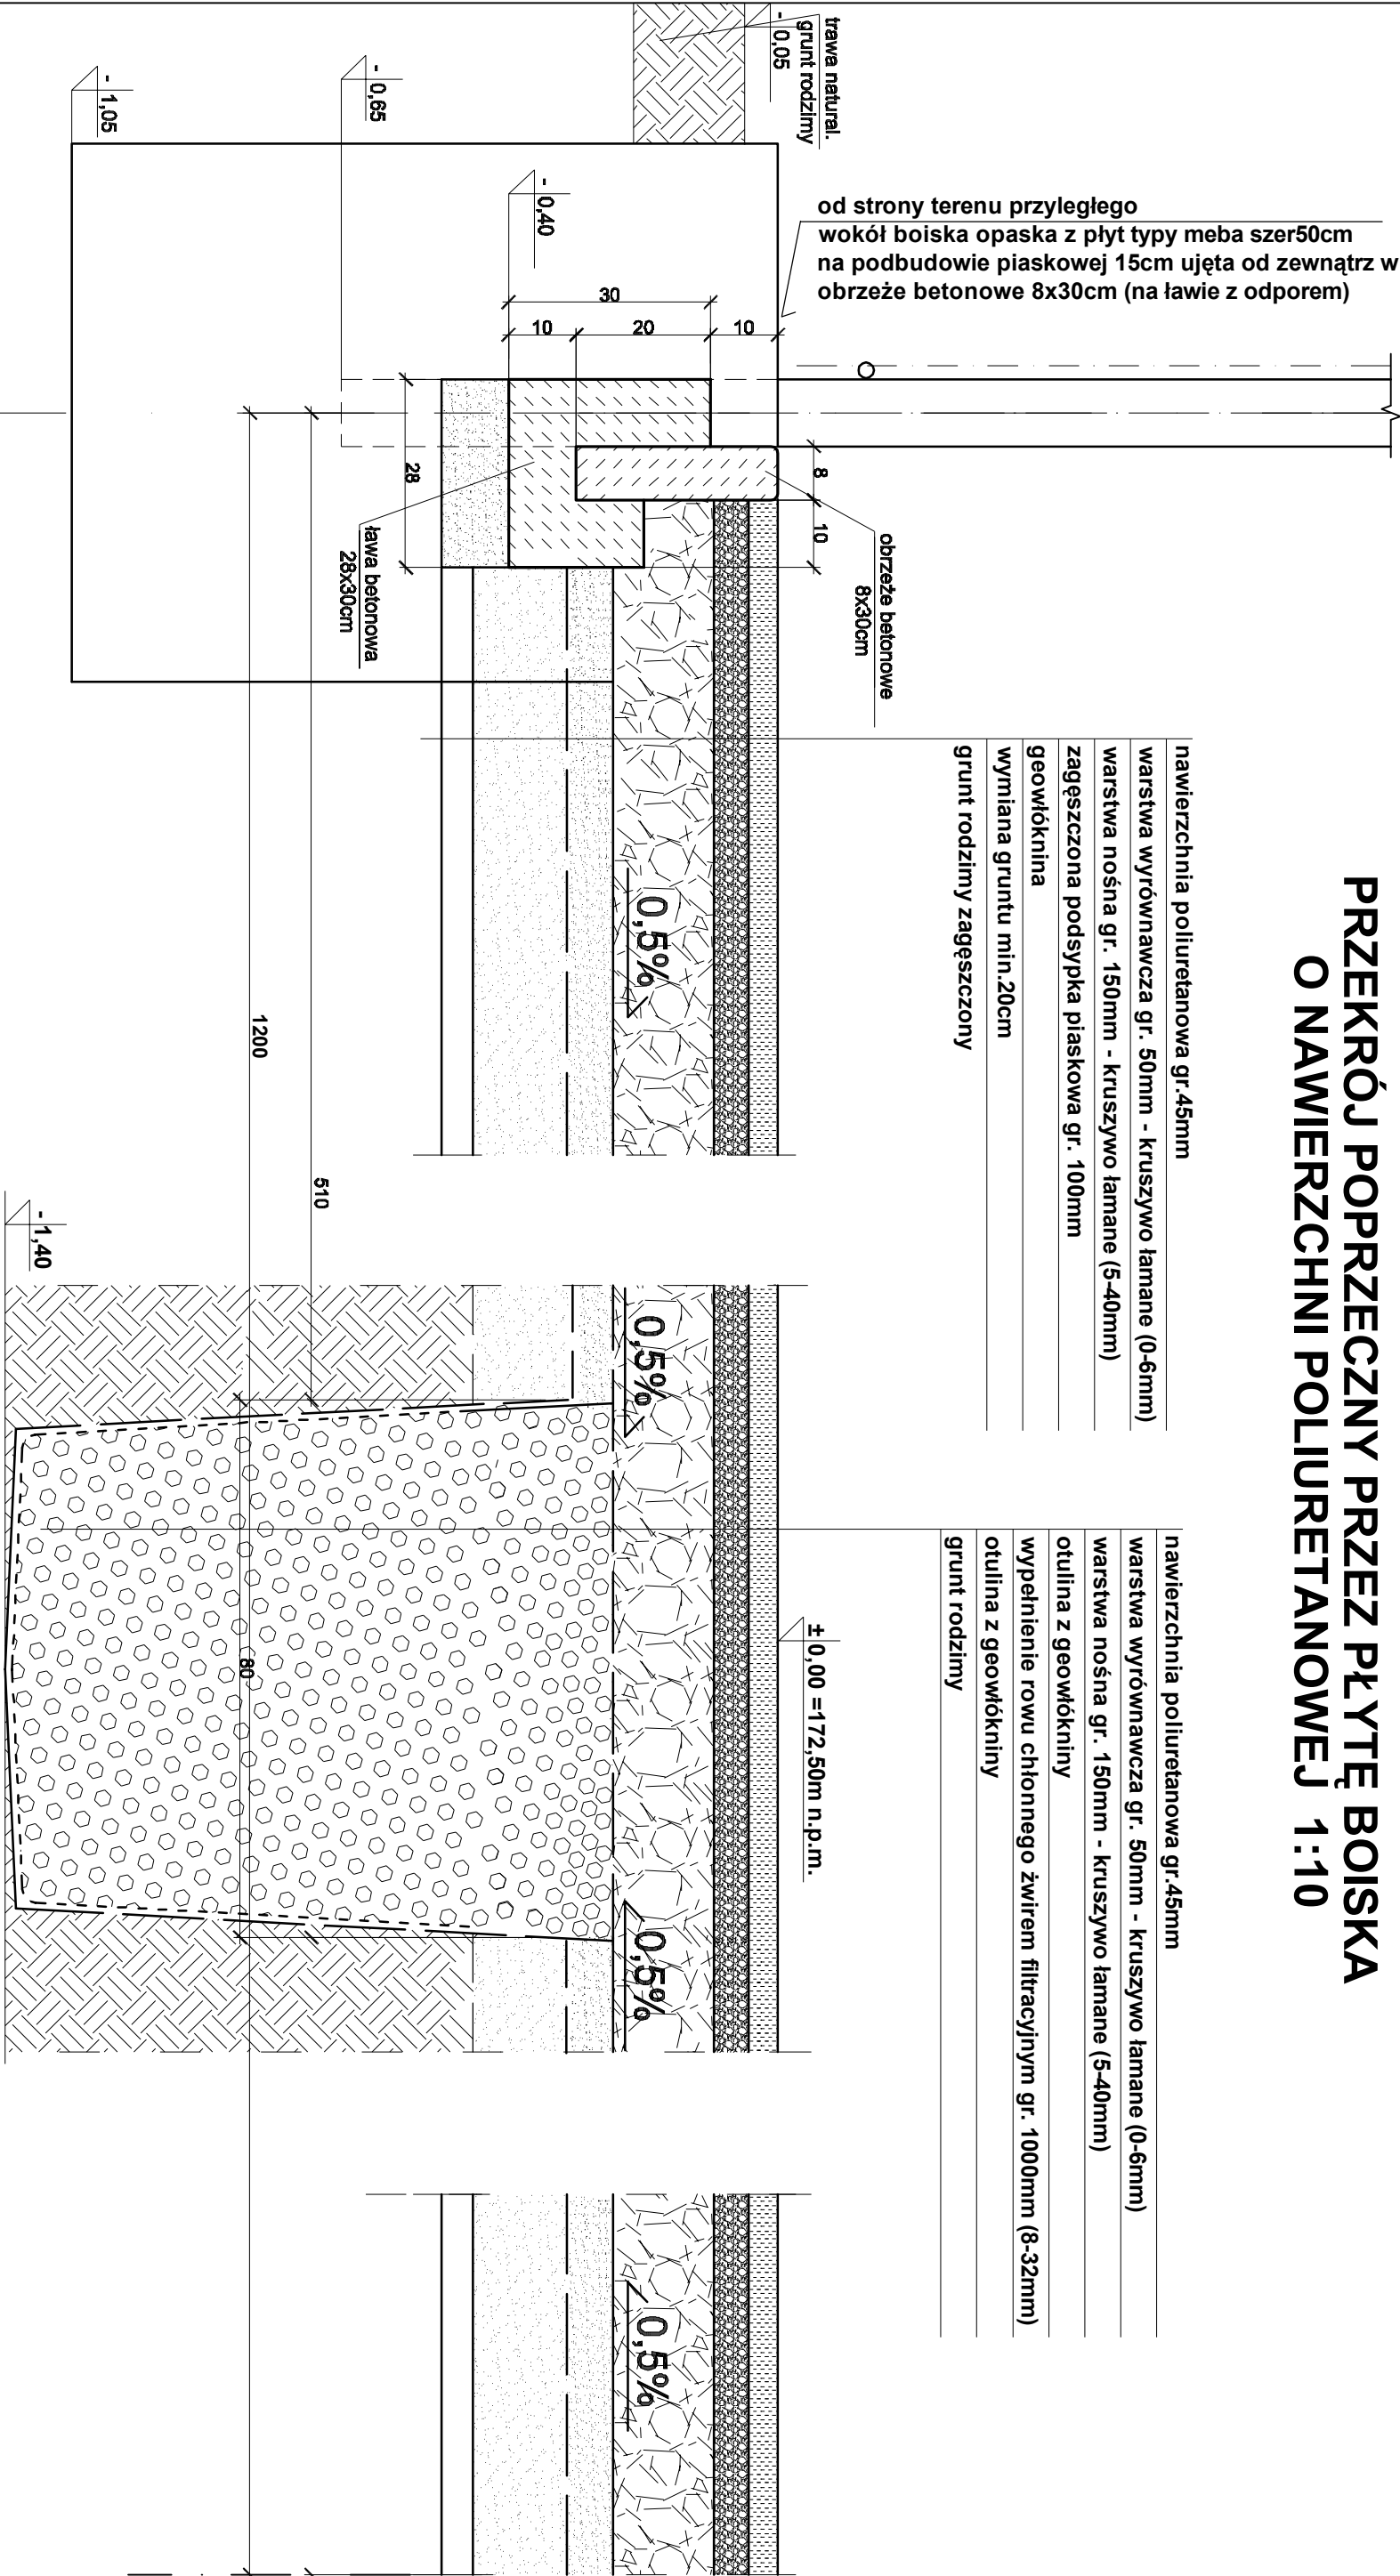 PRZEKRÓJ POPRZECZNY PRZEZ PŁYTĘ BOISKA
O NAWIERZCHNI POLIURETANOWEJ 1:10
od strony terenu przyległego
wokół boiska opaska z płyt typy meba szer50cm
na podbudowie piaskowej 15cm ujęta od zewnątrz w
obrzeże betonowe 8x30cm (na ławie z odporem)
trawa natural.
grunt rodzimy
- 0,05
- 0,65
- 1,05
- 0,40
30
10
20
10
28
8
10
obrzeże betonowe
8x30cm
ława betonowa
28x30cm
nawierzchnia poliuretanowa gr.45mm
warstwa wyrównawcza gr. 50mm - kruszywo łamane (0-6mm)
warstwa nośna gr. 150mm - kruszywo łamane (5-40mm)
zagęszczona podsypka piaskowa gr. 100mm
geowłóknina
wymiana gruntu min.20cm
grunt rodzimy zagęszczony
nawierzchnia poliuretanowa gr.45mm
warstwa wyrównawcza gr. 50mm - kruszywo łamane (0-6mm)
warstwa nośna gr. 150mm - kruszywo łamane (5-40mm)
otulina z geowłókniny
wypełnienie rowu chłonnego żwirem filtracyjnym gr. 1000mm (8-32mm)
otulina z geowłókniny
grunt rodzimy
± 0,00 =172,50m n.p.m.
0,5%
0,5%
0,5%
0,5%
510
1200
80
- 1,40